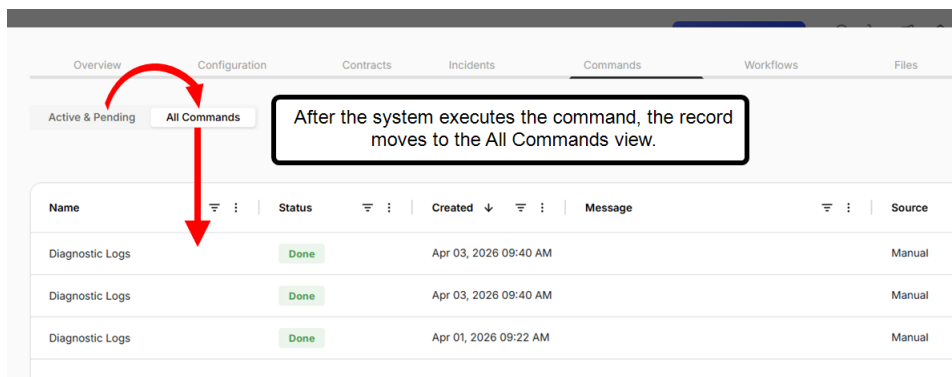 Overview Configuration Contracts Incidents Commands Workflows Files
Active & Pending All Commands
After the system executes the command, the record
moves to the All Commands view.
Name Status Created Message Source
Diagnostic Logs Done Apr 03, 2026 09:40 AM Manual
Diagnostic Logs Done Apr 03, 2026 09:40 AM Manual
Diagnostic Logs Done Apr 01, 2026 09:22 AM Manual